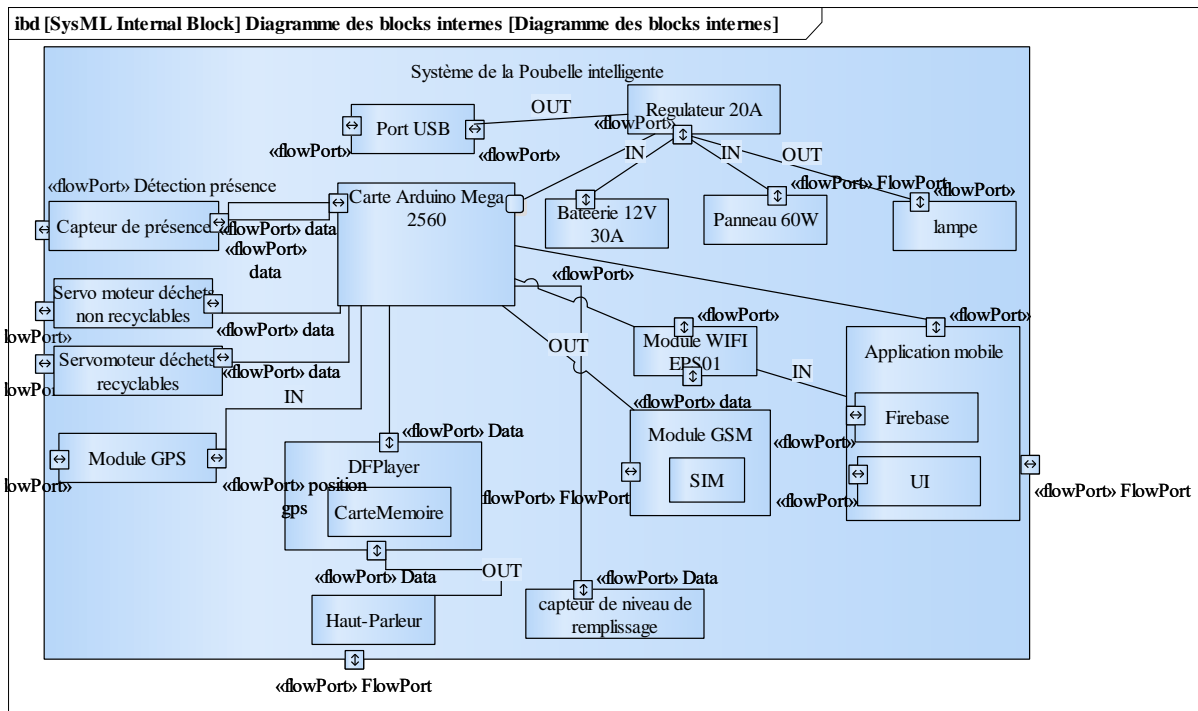 ibd [SysML Internal Block] Diagramme des blocks internes [Diagramme des blocks internes]
Système de la Poubelle intelligente
Port USB
«flowPort»
«flowPort»
OUT
Regulateur 20A
«flowPort»
IN
IN
OUT
Bateerie 12V
30A
«flowPort» FlowPort
Panneau 60W
«flowPort»
lampe
«flowPort» Détection présence
Capteur de présence
«flowPort» data
«flowPort»
data
Carte Arduino Mega
2560
Servo moteur déchets
non recyclables
«flowPort» data
lowPort»
Servomoteur déchets
recyclables
«flowPort» data
lowPort
IN
Module GPS
lowPort»
«flowPort» position
gps
«flowPort» Data
DFPlayer
CarteMemoire
«flowPort» FlowPort
«flowPort» Data
OUT
Haut-Parleur
«flowPort» FlowPort
«flowPort»
OUT
«flowPort»
Module WIFI
EPS01
«flowPort» data
IN
Module GSM
SIM
«flowPort» Data
capteur de niveau de
remplissage
«flowPort»
Application mobile
Firebase
«flowPort»
UI
«flowPort»
«flowPort» FlowPort